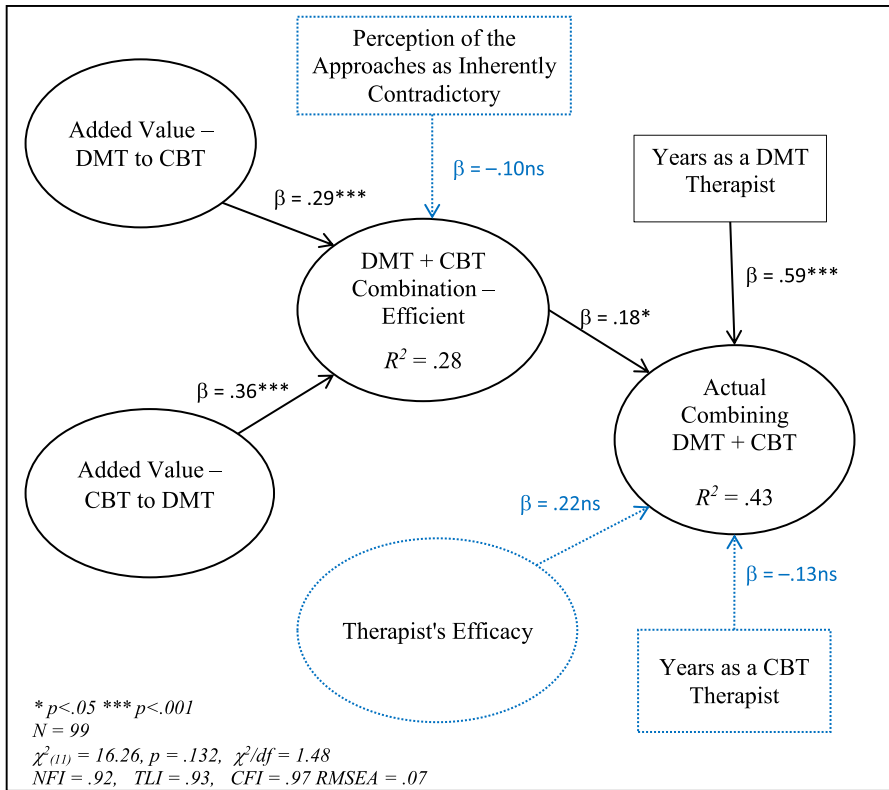 Perception of the
Approaches as Inherently
Contradictory
Added Value –
DMT to CBT
β = –.10ns
Years as a DMT
Therapist
β = .29***
DMT + CBT
Combination –
Efficient
R² = .28
β = .59***
β = .18*
β = .36***
Actual
Combining
DMT + CBT
R² = .43
Added Value –
CBT to DMT
β = .22ns
β = –.13ns
Therapist's Efficacy
Years as a CBT
Therapist
* p<.05 *** p<.001
N = 99
χ²(11) = 16.26, p = .132, χ²/df = 1.48
NFI = .92, TLI = .93, CFI = .97 RMSEA = .07